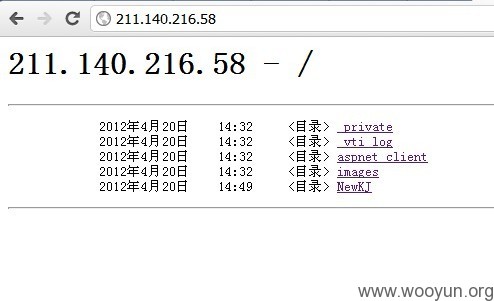 211.140.216.58
211.140.216.58 - /
2012年4月20日 14:32 <目录> _private
2012年4月20日 14:32 <目录> _vti_log
2012年4月20日 14:32 <目录> aspnet_client
2012年4月20日 14:32 <目录> images
2012年4月20日 14:49 <目录> NewKJ
www.wooyun.org